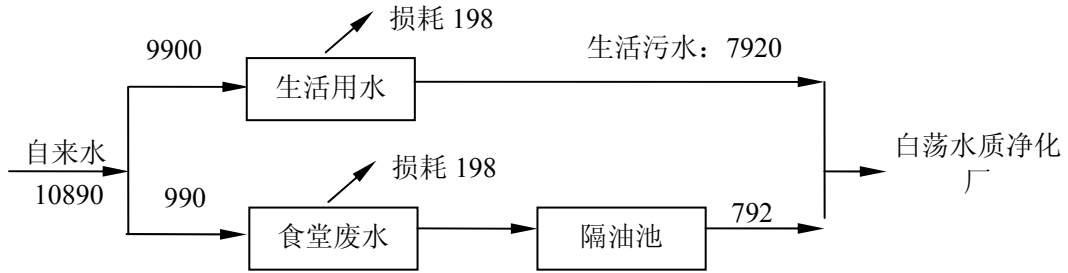 损耗 198
9900
生活污水：7920
生活用水
自来水
10890
白荡水质净化
厂
损耗 198
990
792
食堂废水
隔油池